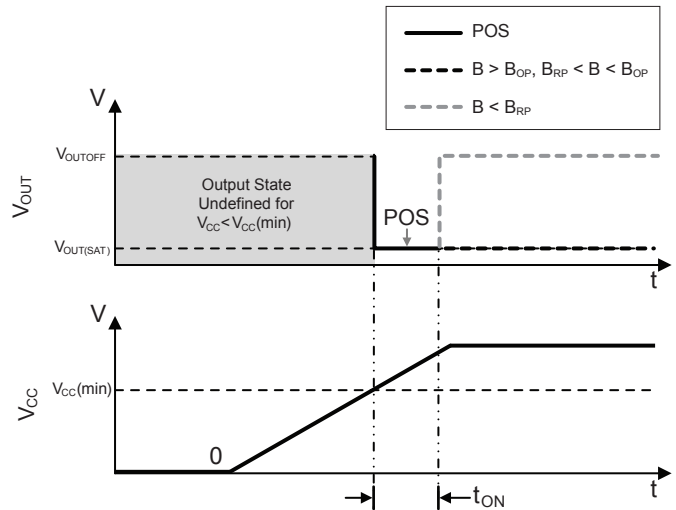 POS
B > BOP, BRP < B < BOP
B < BRP
V
VOUTOFF
Output State
Undefined for
VCC< VCC(min)
POS
VOUT
VOUT(SAT)
t
V
VCC(min)
VCC
0
t
tON